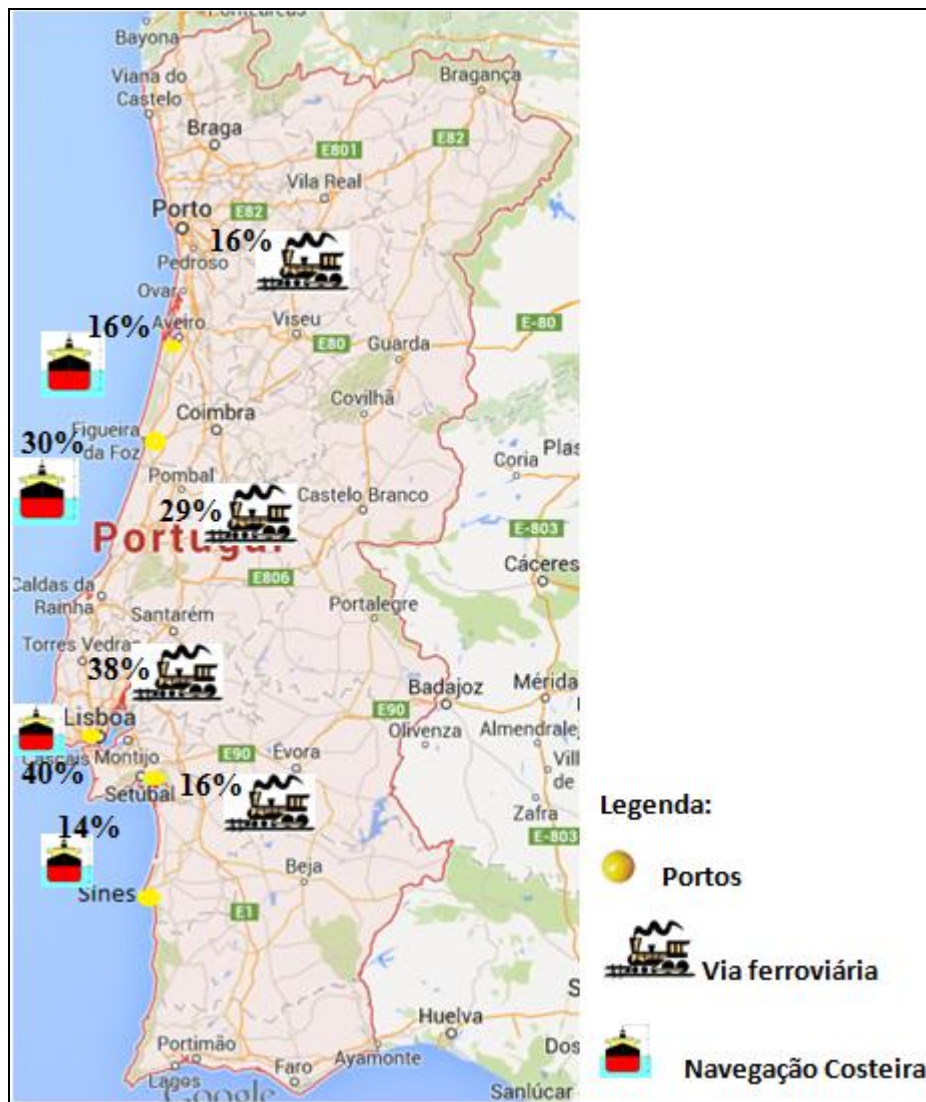 Bayona
Viana do
Castelo
Bragança
Braga
E801
E82
Vila Real
Porto
E82
16%
Pedroso
Ovar
16%
Aveiro
Viseu
E80
E-80
Guarda
Covilhã
Coimbra
30%
Figueira
da Foz
Plas
Coria
Pombal
Castelo Branco
29%
Portugal
E-803
Cáceres
E806
Caldas da
Rainha
Portalegre
Santarém
Torres Vedras
38%
Badajoz
Mérida
E90
Lisboa
Olivenza
Almendralej
Cascais
Montijo
E90
Évora
Vill
de
40%
Setúbal
16%
Zafra
E-803
14%
Beja
Sines
E1
S
Huelva
Portimão
Ayamonte
Dos
Lagos
Faro
Google
Sanlúcar
Legenda:
Portos
Via ferroviária
Navegação Costeira